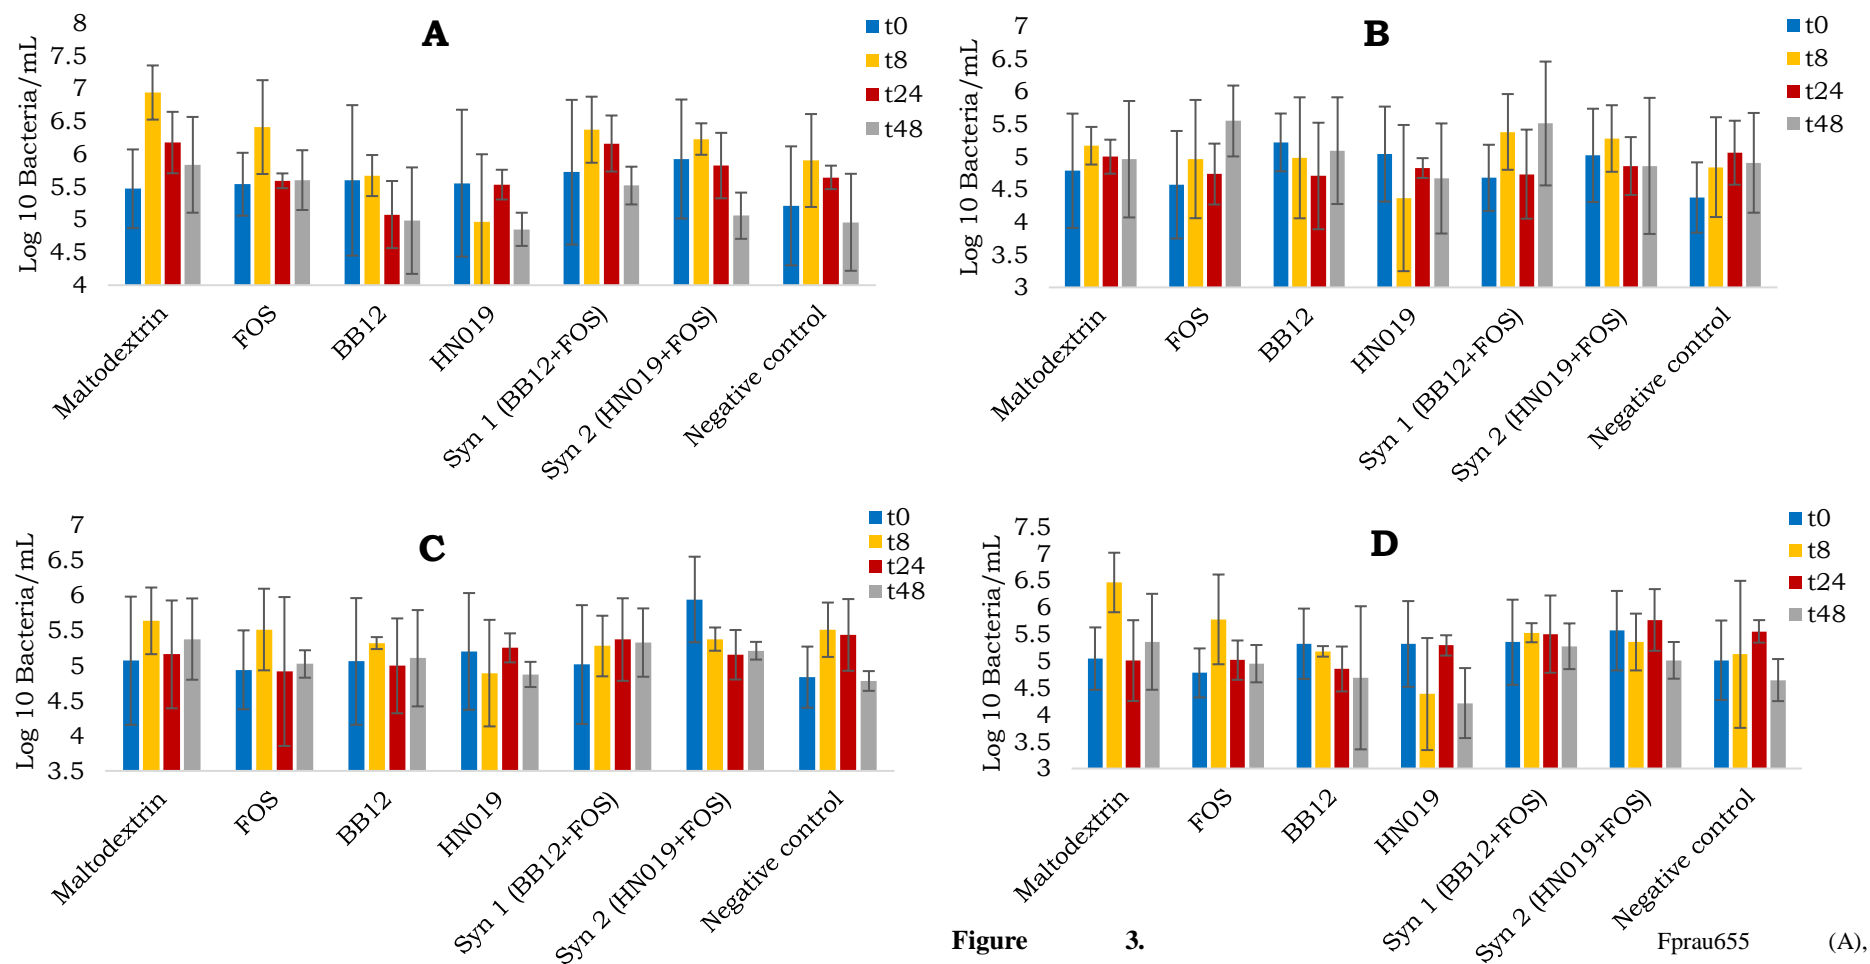 A
Log 10 Bacteria/mL
8
7.5
7
6.5
6
5.5
5
4.5
4
t0
t8
t24
t48
Maltodextrin
FOS
BB12
HN019
Syn 1 (BB12+FOS)
Syn 2 (HN019+FOS)
Negative control
B
Log 10 Bacteria/mL
7
6.5
6
5.5
5
4.5
4
3.5
3
t0
t8
t24
t48
Maltodextrin
FOS
BB12
HN019
Syn 1 (BB12+FOS)
Syn 2 (HN019+FOS)
Negative control
C
Log 10 Bacteria/mL
7
6.5
6
5.5
5
4.5
4
3.5
t0
t8
t24
t48
Maltodextrin
FOS
BB12
HN019
Syn 1 (BB12+FOS)
Syn 2 (HN019+FOS)
Negative control
D
Log 10 Bacteria/mL
7.5
7
6.5
6
5.5
5
4.5
4
3.5
3
t0
t8
t24
t48
Maltodextrin
FOS
BB12
HN019
Syn 1 (BB12+FOS)
Syn 2 (HN019+FOS)
Negative control
Figure 3. Fprau655 (A),